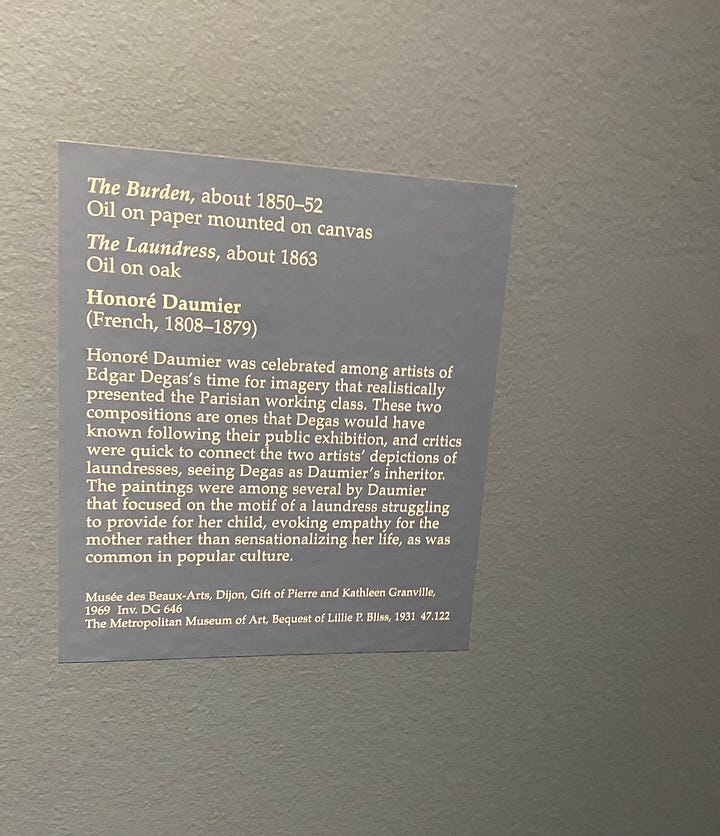 The Burden, about 1850–52
Oil on paper mounted on canvas
The Laundress, about 1863
Oil on oak
Honoré Daumier
(French, 1808–1879)
Honoré Daumier was celebrated among artists of
Edgar Degas's time for imagery that realistically
presented the Parisian working class. These two
compositions are ones that Degas would have
known following their public exhibition, and critics
were quick to connect the two artists' depictions of
laundresses, seeing Degas as Daumier's inheritor.
The paintings were among several by Daumier
that focused on the motif of a laundress struggling
to provide for her child, evoking empathy for the
mother rather than sensationalizing her life, as was
common in popular culture.
Musée des Beaux-Arts, Dijon, Gift of Pierre and Kathleen Granville,
1969 Inv. DG 646
The Metropolitan Museum of Art, Bequest of Lillie P. Bliss, 1931 47.122